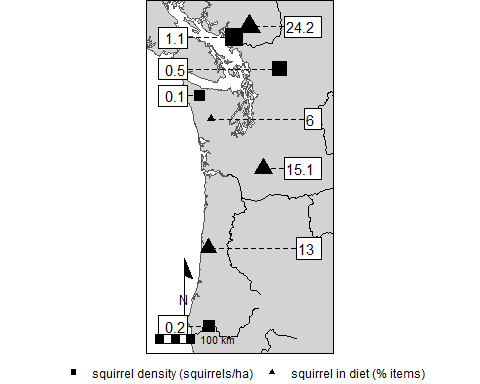 24.2
1.1
0.5
0.1
6
15.1
13
N
0.2
100 km
squirrel density (squirrels/ha) squirrel in diet (% items)